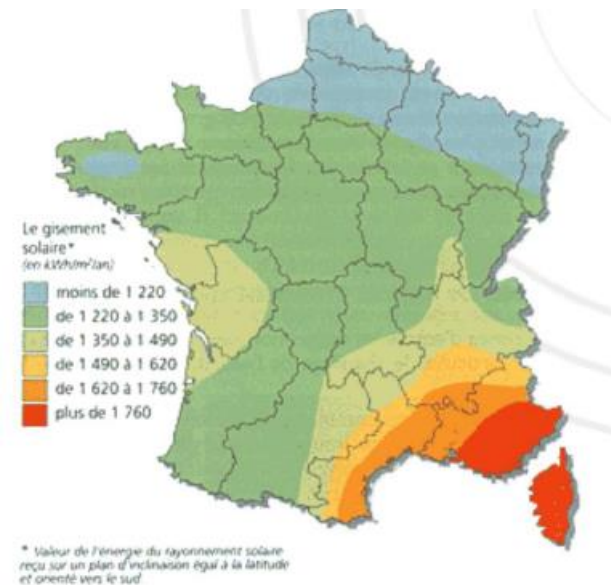 Le gisement
solaire*
(en kWh/m²/an)
moins de 1 220
de 1 220 à 1 350
de 1 350 à 1 490
de 1 490 à 1 620
de 1 620 à 1 760
plus de 1 760
* Valeur de l'énergie du rayonnement solaire
reçu sur un plan d'inclinaison égal à la latitude
et orienté vers le sud